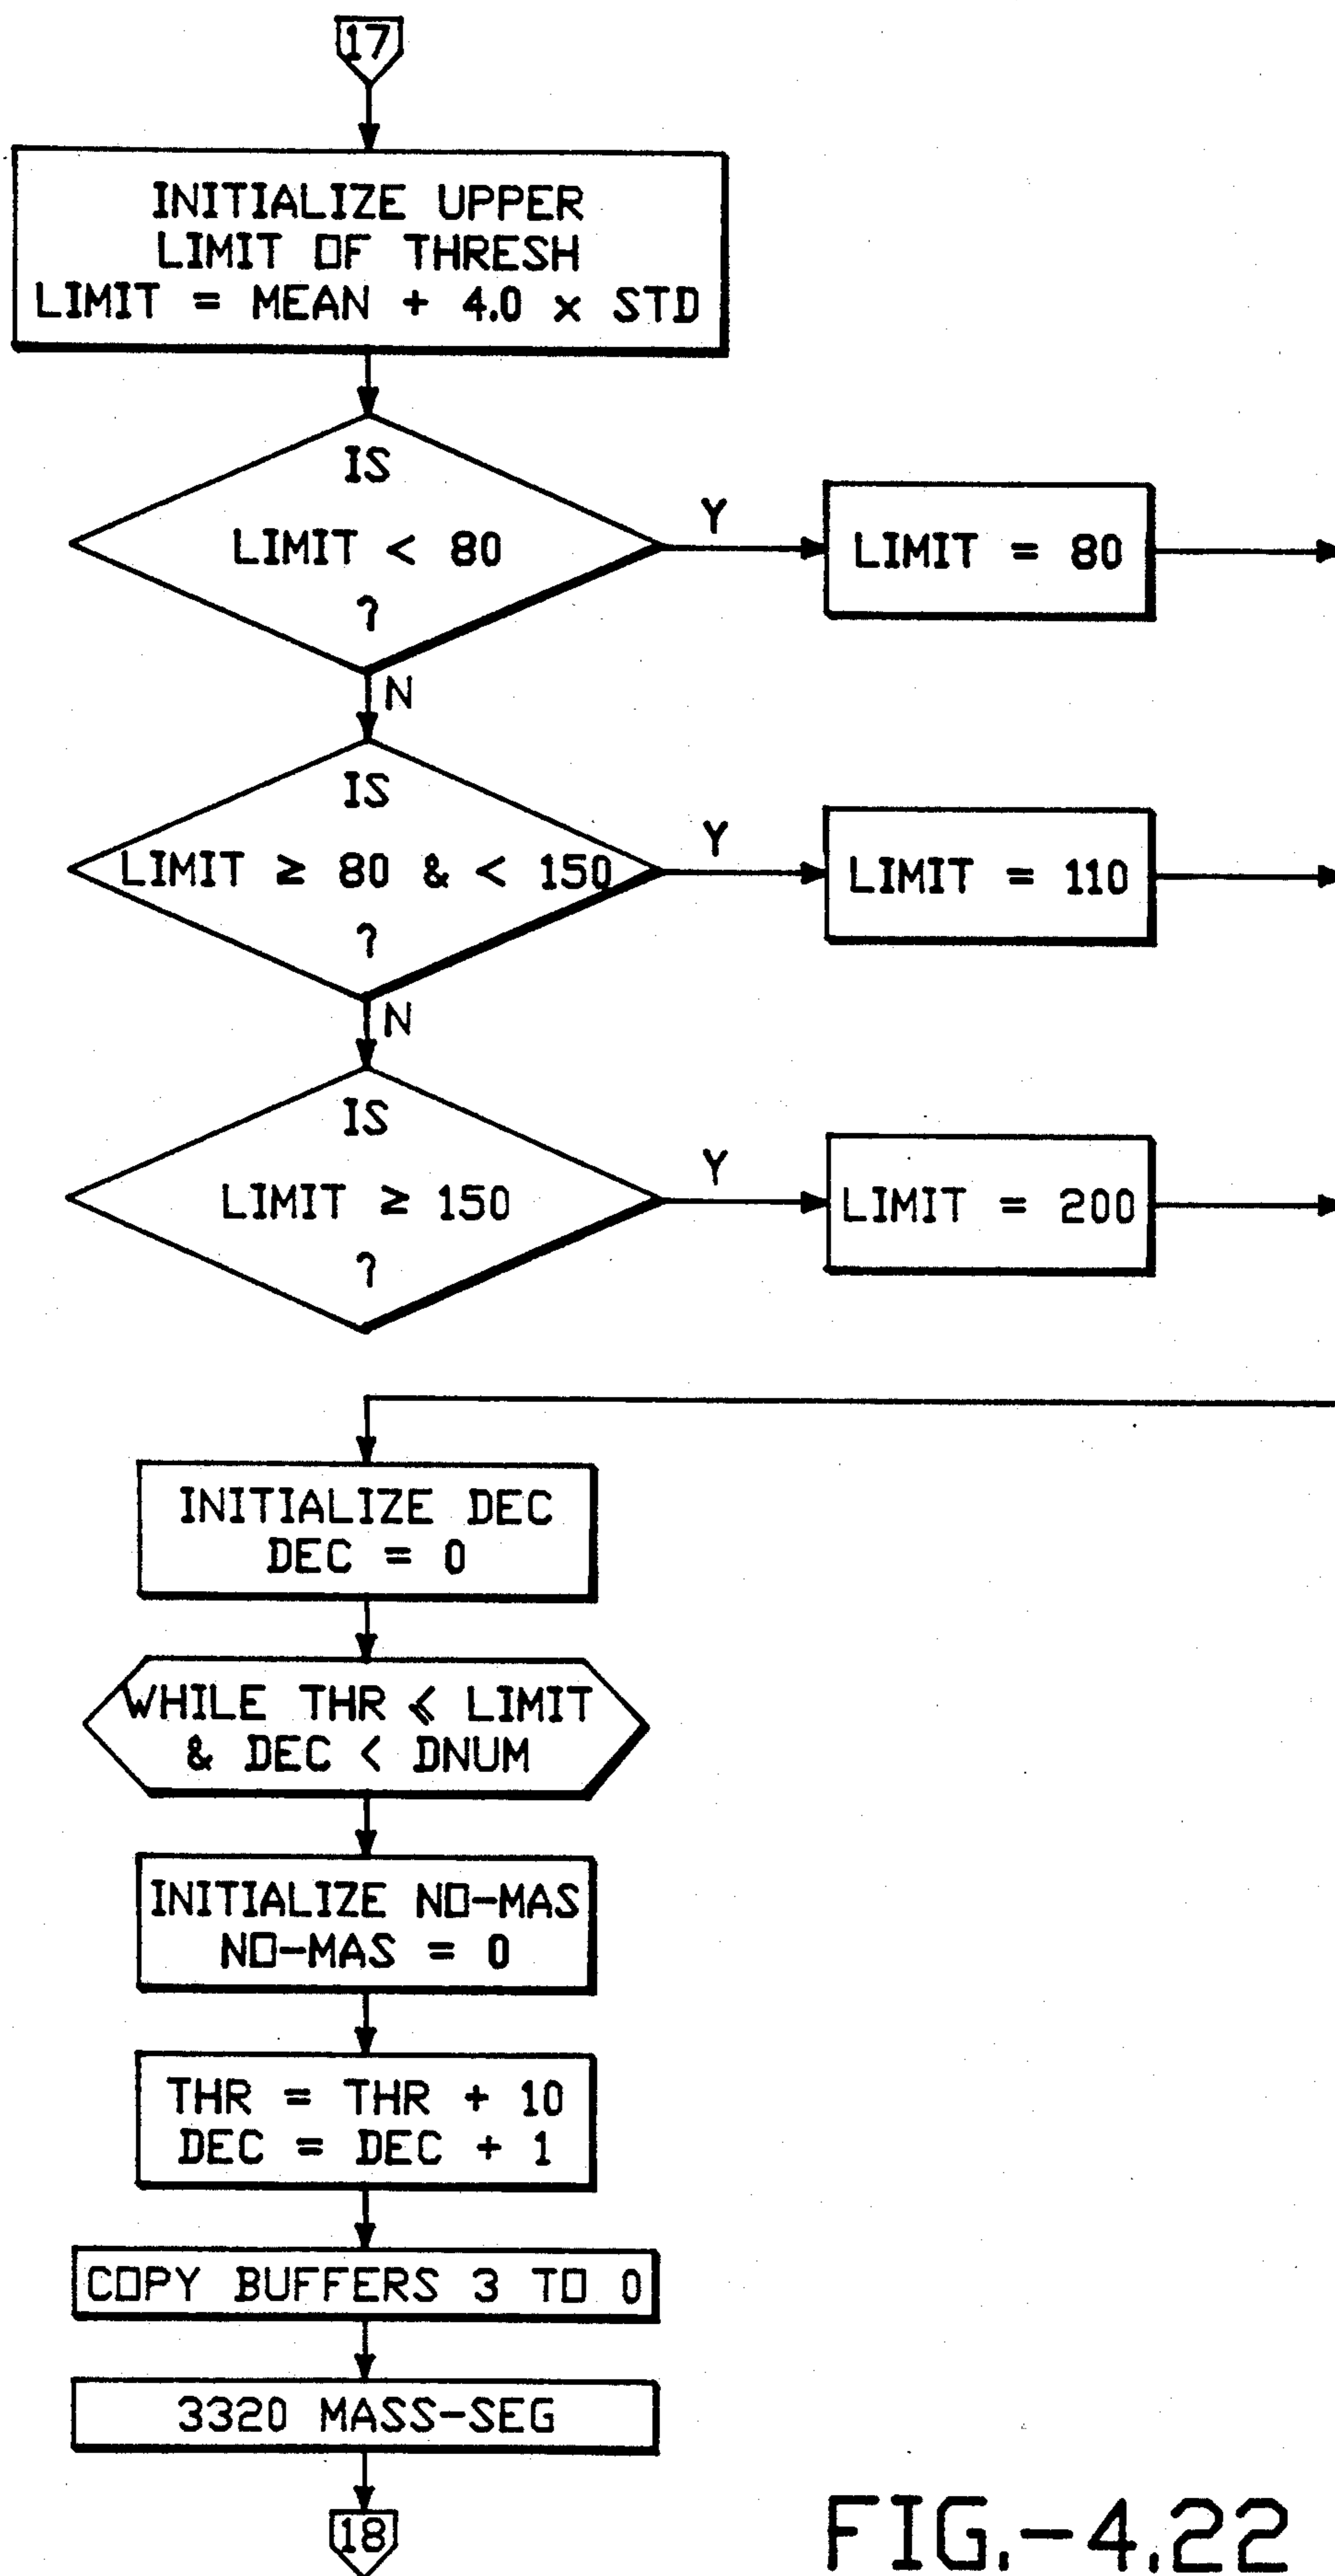 17
INITIALIZE UPPER
LIMIT OF THRESH
LIMIT = MEAN + 4.0 x STD
IS
LIMIT < 80
?
Y
LIMIT = 80
N
IS
LIMIT ≥ 80 & < 150
?
Y
LIMIT = 110
N
IS
LIMIT ≥ 150
?
Y
LIMIT = 200
INITIALIZE DEC
DEC = 0
WHILE THR ≤ LIMIT
& DEC < DNUM
INITIALIZE NO-MAS
NO-MAS = 0
THR = THR + 10
DEC = DEC + 1
COPY BUFFERS 3 TO 0
3320 MASS-SEG
18
FIG.-4.22